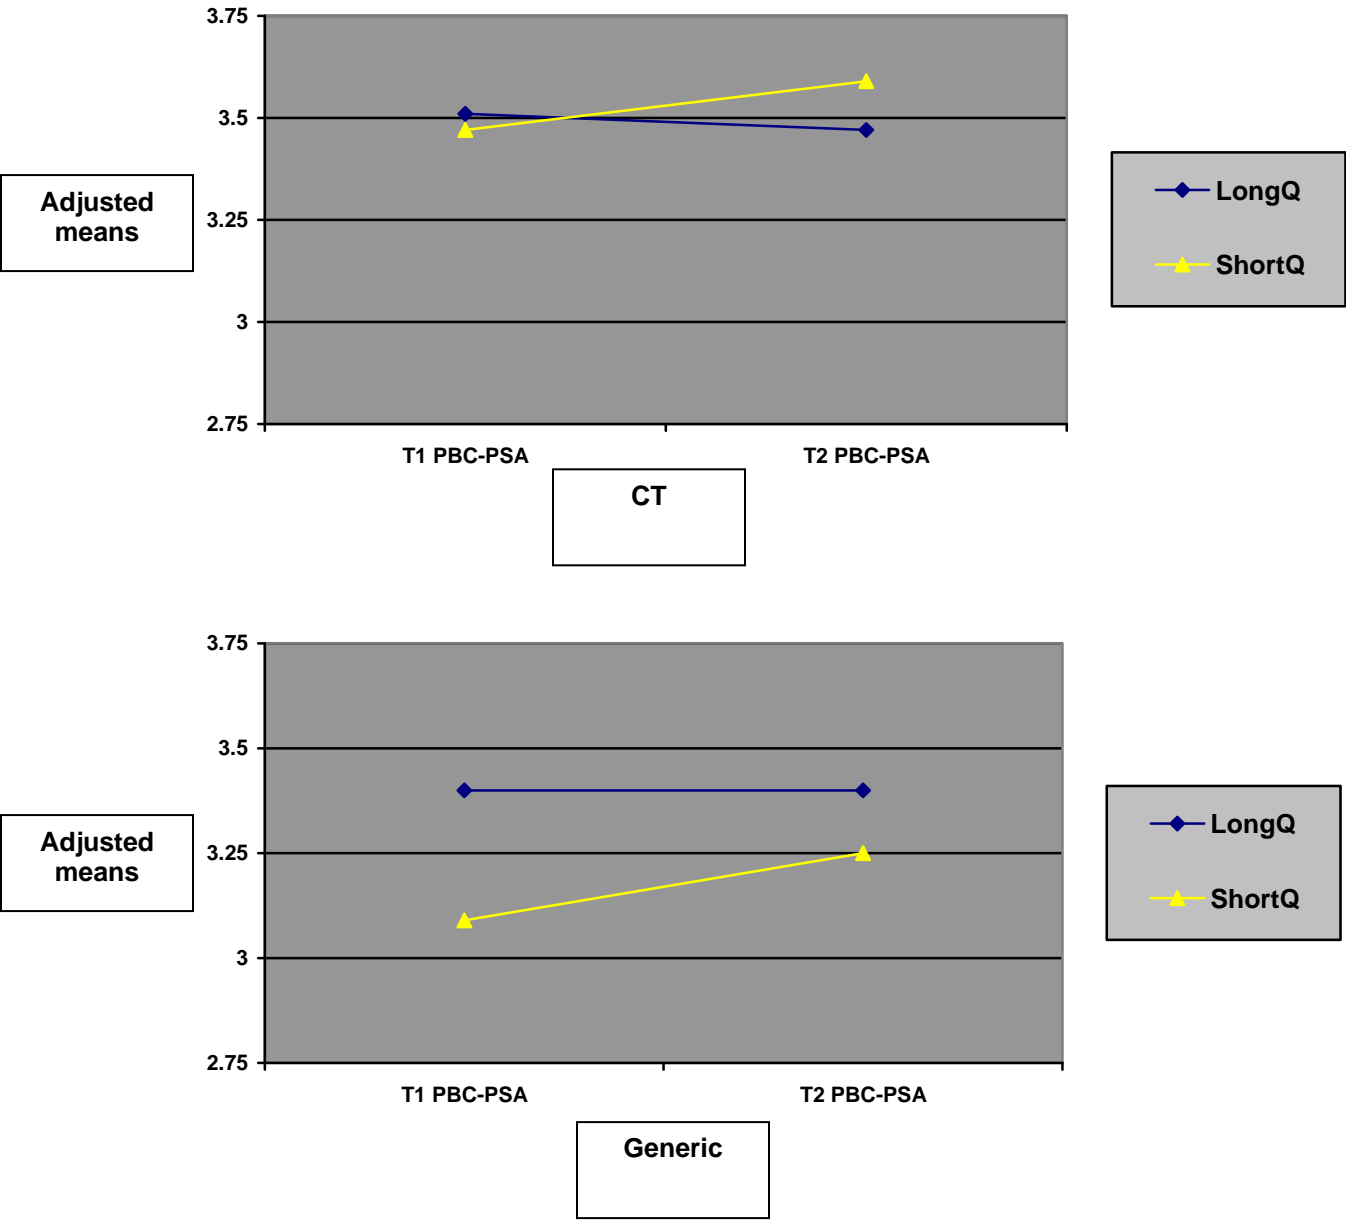 3.75
3.5
3.25
3
2.75
Adjusted
means
T1 PBC-PSA
T2 PBC-PSA
CT
LongQ
ShortQ
3.75
3.5
3.25
3
2.75
Adjusted
means
T1 PBC-PSA
T2 PBC-PSA
Generic
LongQ
ShortQ